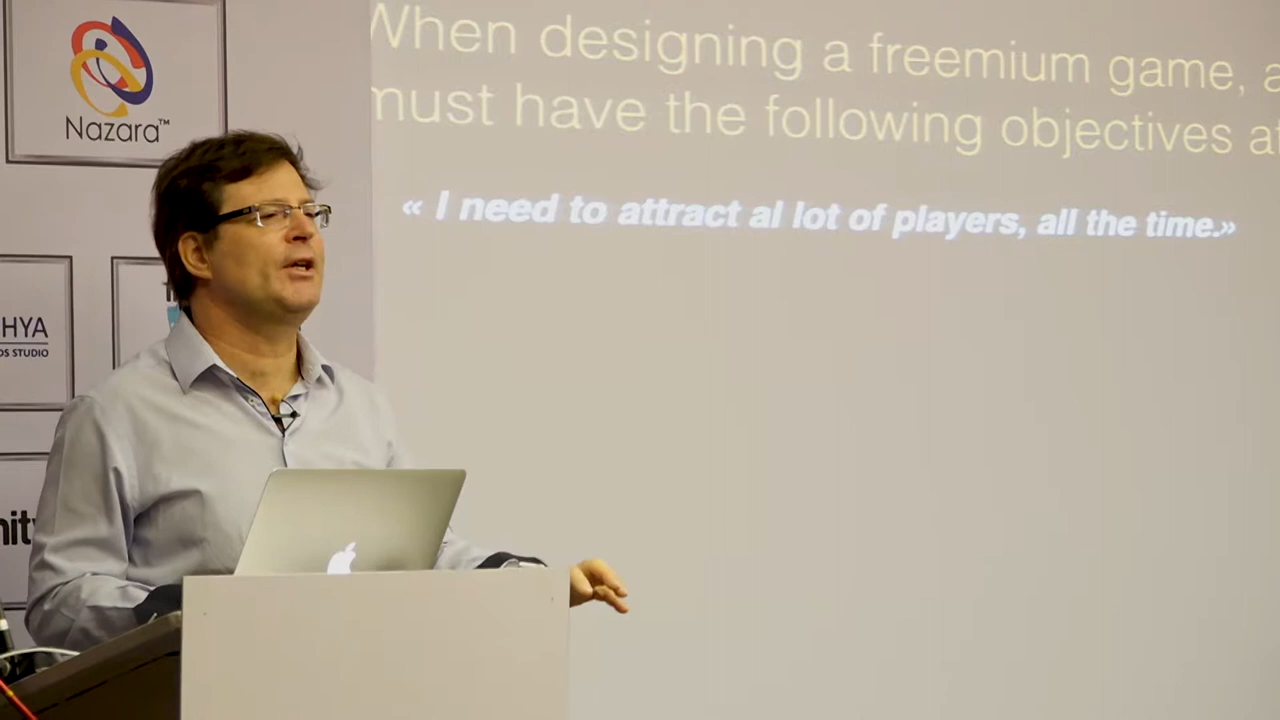 Nazara™
When designing a freemium game, a
must have the following objectives a
« I need to attract al lot of players, all the time.»
HYA
OS STUDIO
nity